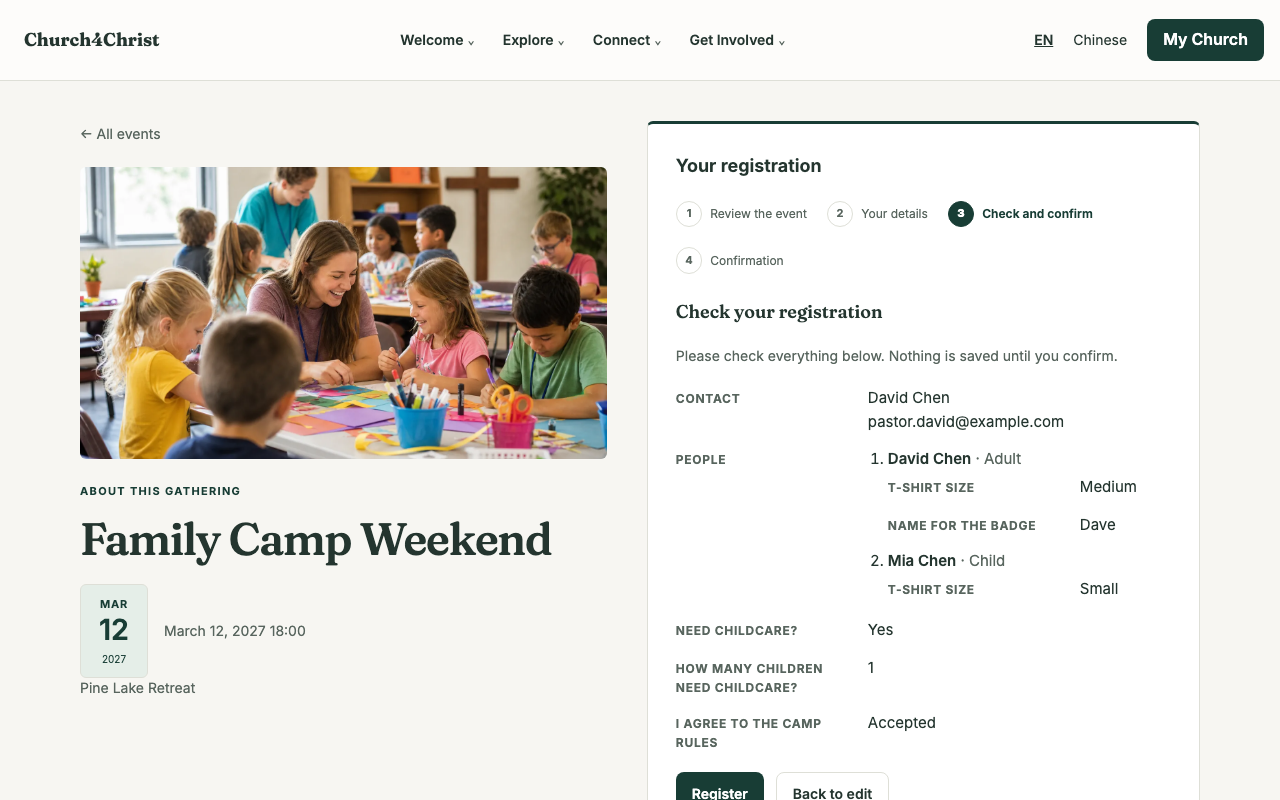 Church4Christ
Welcome
Explore
Connect
Get Involved
EN
Chinese
My Church
← All events
ABOUT THIS GATHERING
Family Camp Weekend
MAR
12
2027
March 12, 2027 18:00
Pine Lake Retreat
Your registration
1 Review the event
2 Your details
3 Check and confirm
4 Confirmation
Check your registration
Please check everything below. Nothing is saved until you confirm.
CONTACT
David Chen
pastor.david@example.com
PEOPLE
1. David Chen · Adult
T-SHIRT SIZE Medium
NAME FOR THE BADGE Dave
2. Mia Chen · Child
T-SHIRT SIZE Small
NEED CHILDCARE? Yes
HOW MANY CHILDREN
NEED CHILDCARE?
1
I AGREE TO THE CAMP
RULES
Accepted
Register
Back to edit